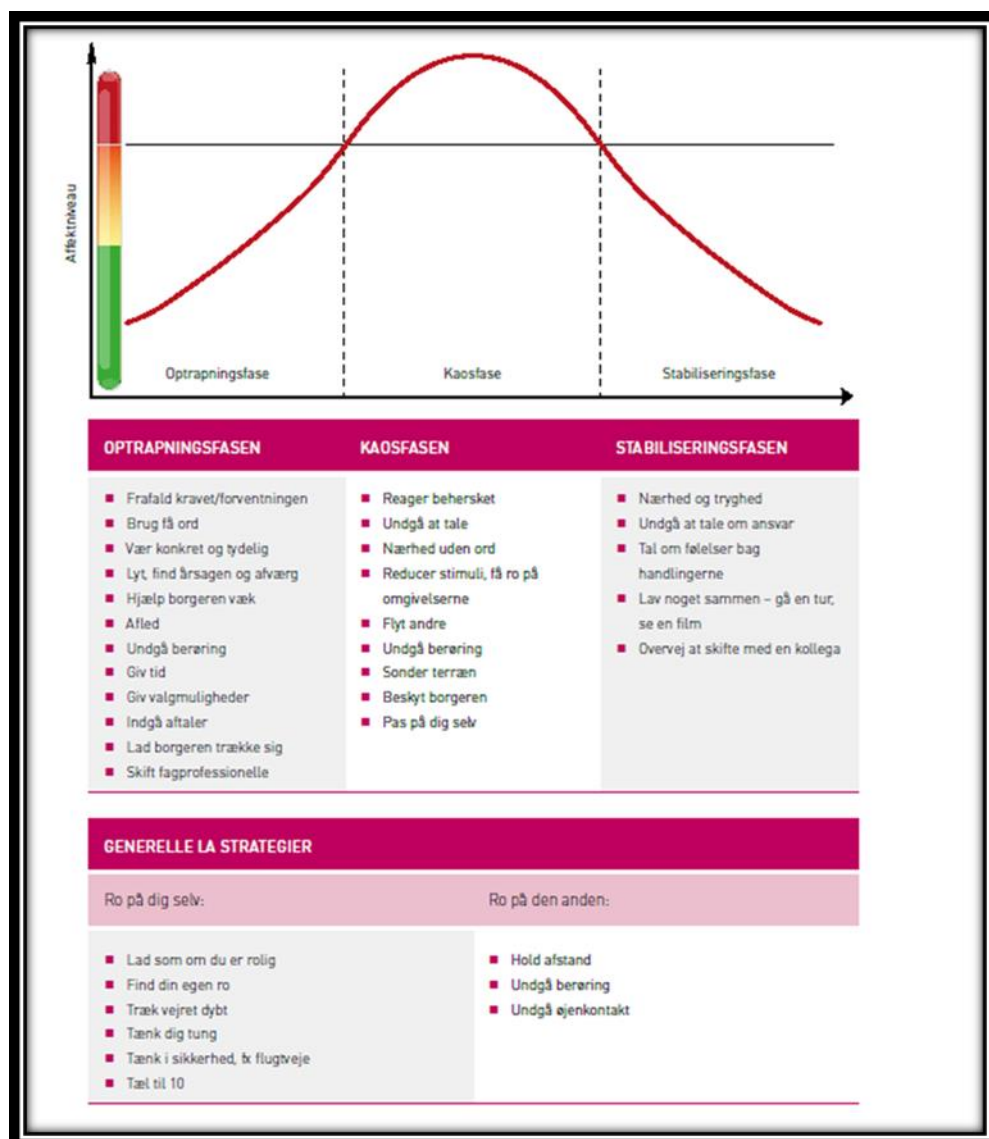 Affektniveau
Optrapningsfase
Kaosfase
Stabiliseringsfase
OPTRAPNINGSFASEN
Frafald kravet/forventningen
Brug få ord
Vær konkret og tydelig
Lyt, find årsagen og afværg
Hjælp borgeren væk
Afled
Undgå berøring
Giv tid
Giv valgmuligheder
Indgå aftaler
Lad borgeren trække sig
Skift fagprofessionelle
KAOSFASEN
Reager behersket
Undgå at tale
Nærhed uden ord
Reducer stimuli, få ro på
omgivelserne
Flyt andre
Undgå berøring
Sonder terræn
Beskyt borgeren
Pas på dig selv
STABILISERINGSFASEN
Nærhed og tryghed
Undgå at tale om ansvar
Tal om følelser bag
handlingerne
Lav noget sammen – gå en tur,
se en film
Overvej at skifte med en kollega
GENERELLE LA STRATEGIER
Ro på dig selv:
Lad som om du er rolig
Find din egen ro
Træk vejret dybt
Tænk dig tung
Tænk i sikkerhed, fx flugtveje
Tæl til 10
Ro på den anden:
Hold afstand
Undgå berøring
Undgå øjenkontakt